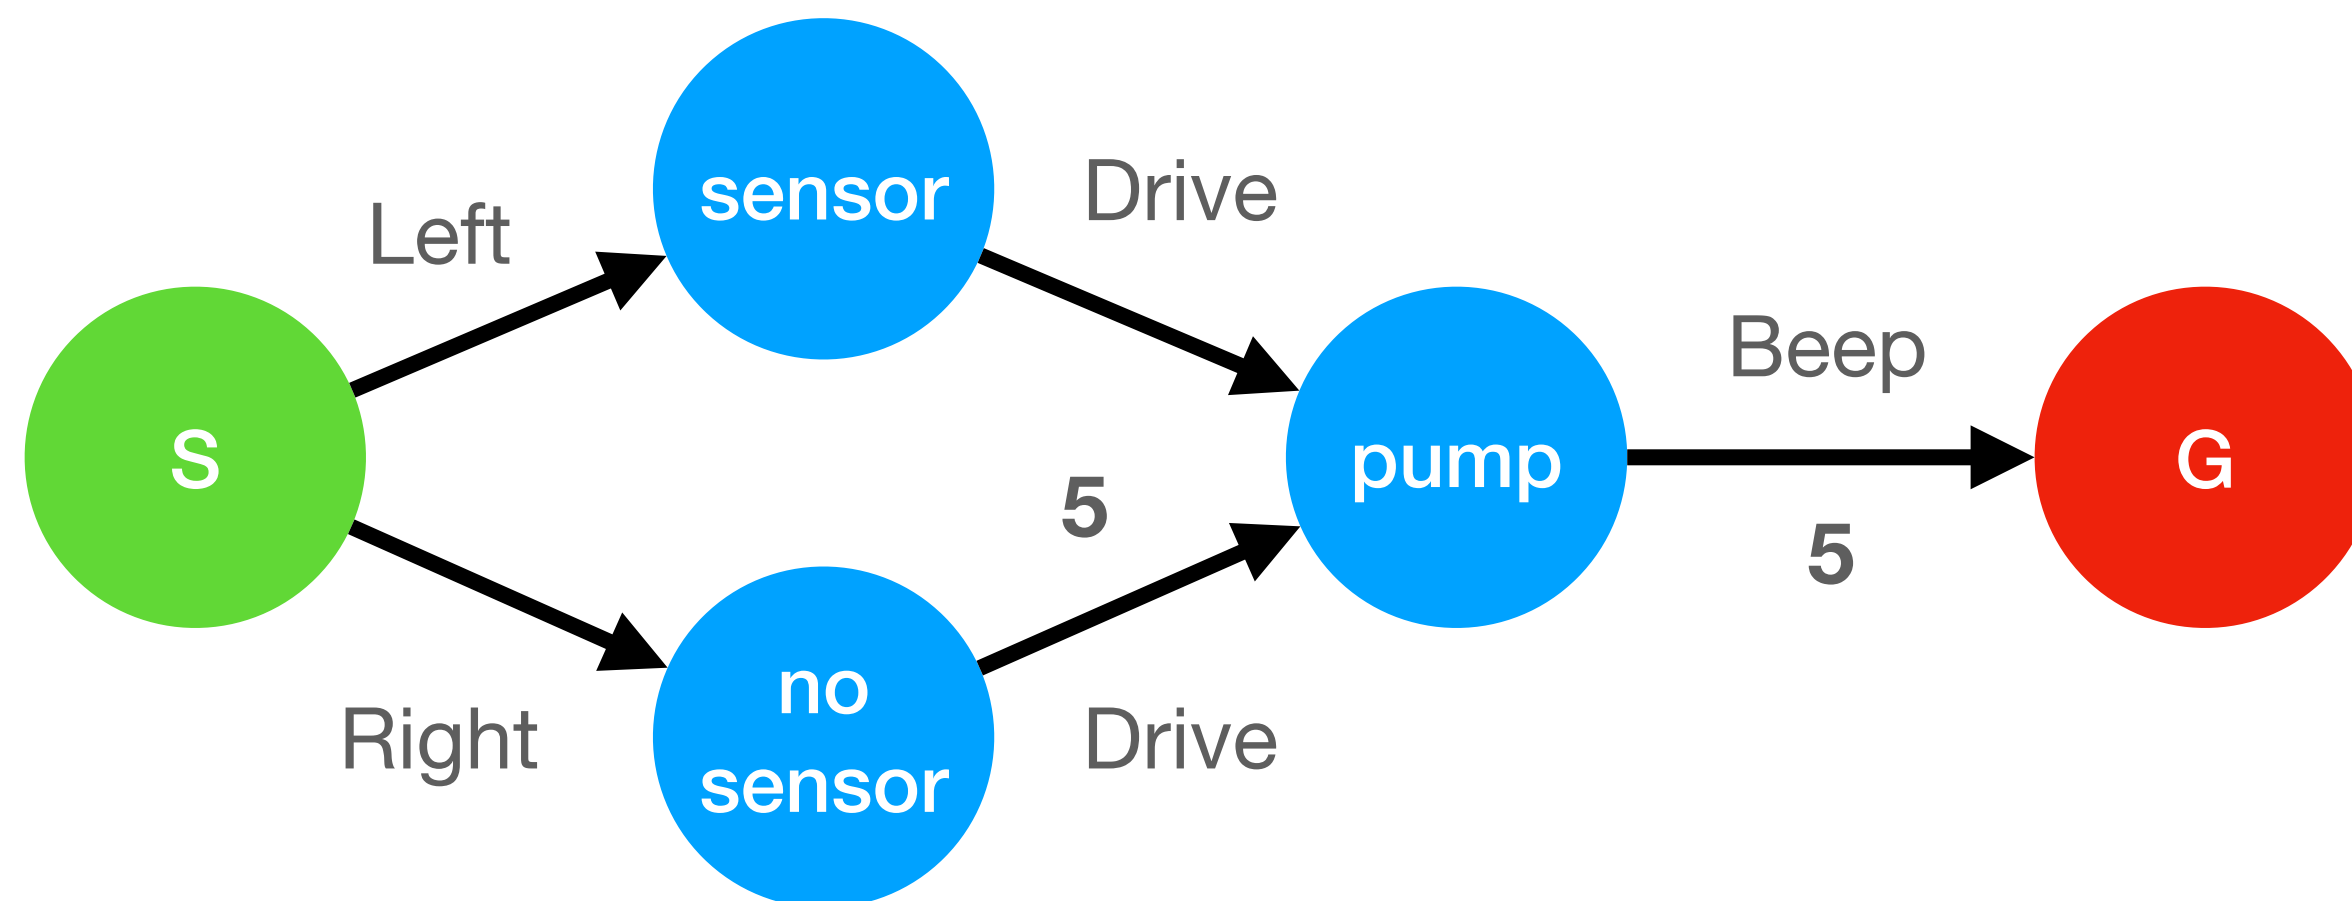 sensor
Left
Drive
S
pump
Beep
G
5
5
no
sensor
Right
Drive